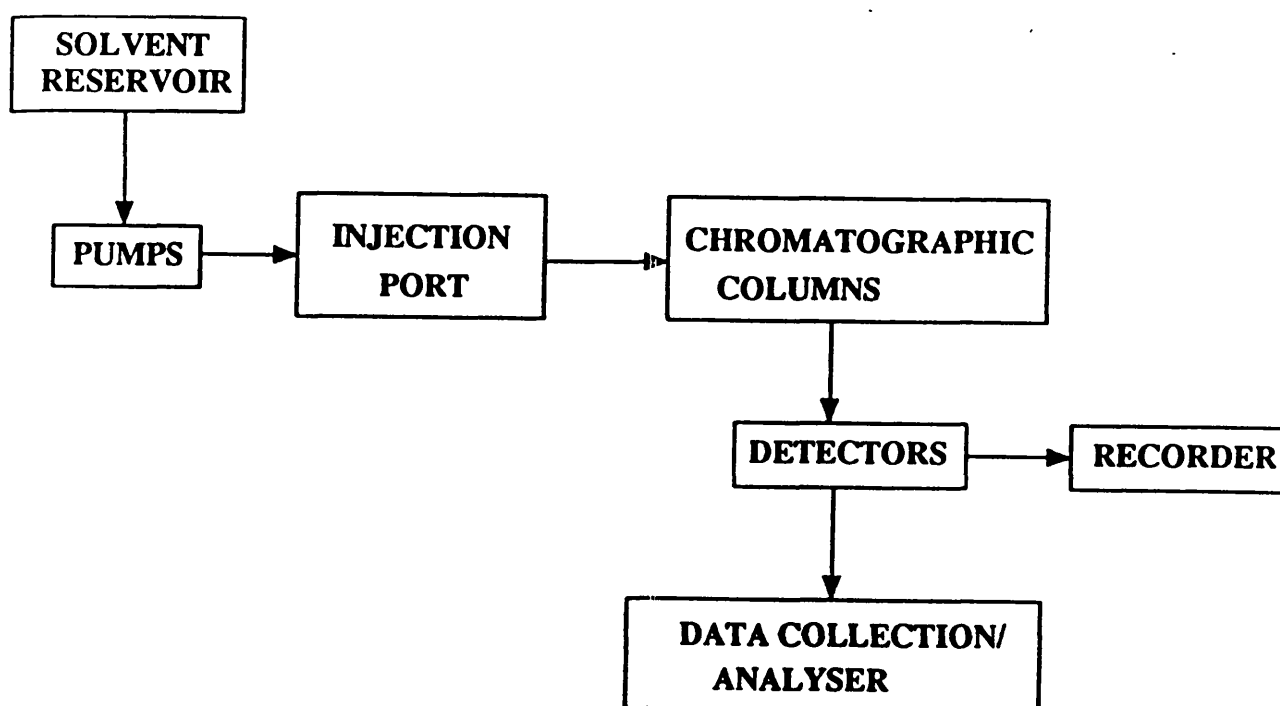 SOLVENT
RESERVOIR
PUMPS
INJECTION
PORT
CHROMATOGRAPHIC
COLUMNS
DETECTORS
RECORDER
DATA COLLECTION/
ANALYSER